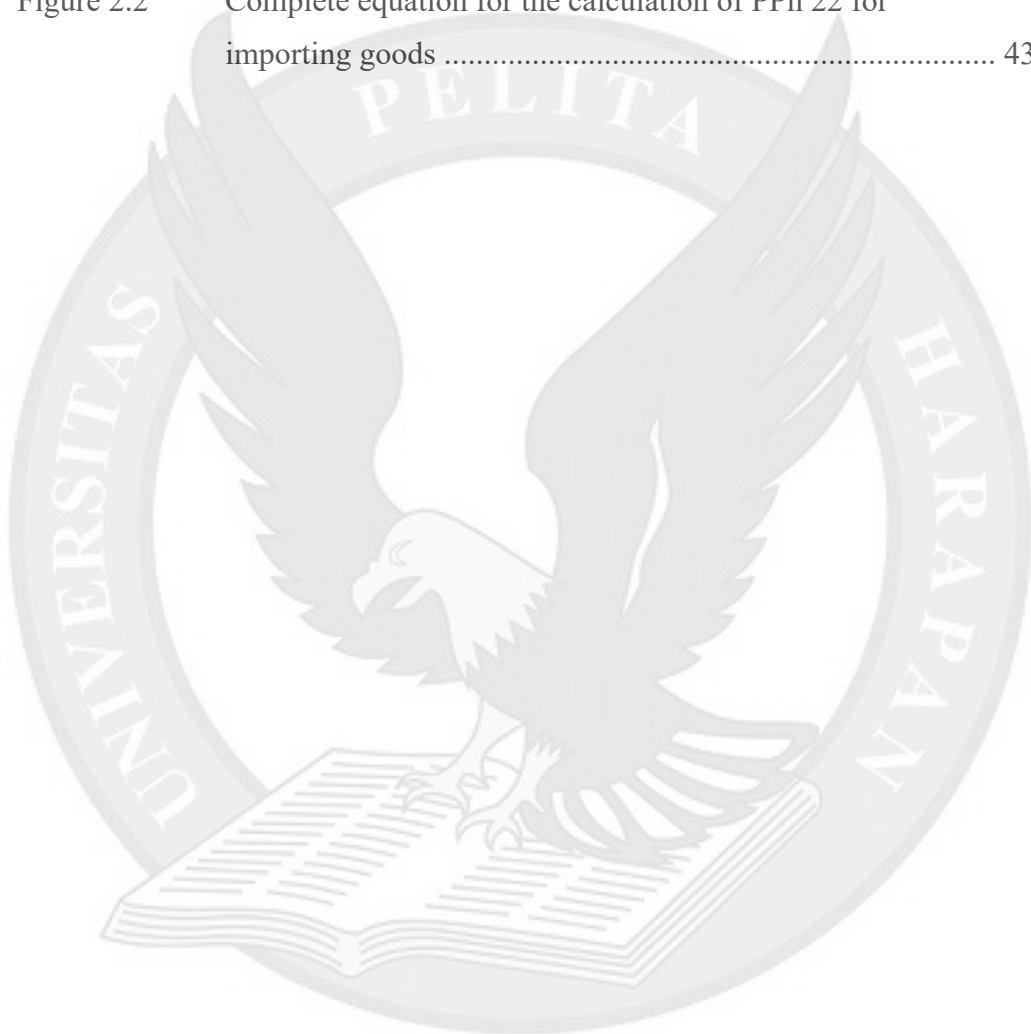 Figure 2.2 Complete equation for the calculation of PPh 22 for
importing goods ..................................................................... 43
PELITA
UNIVERSITAS
HARAPAN